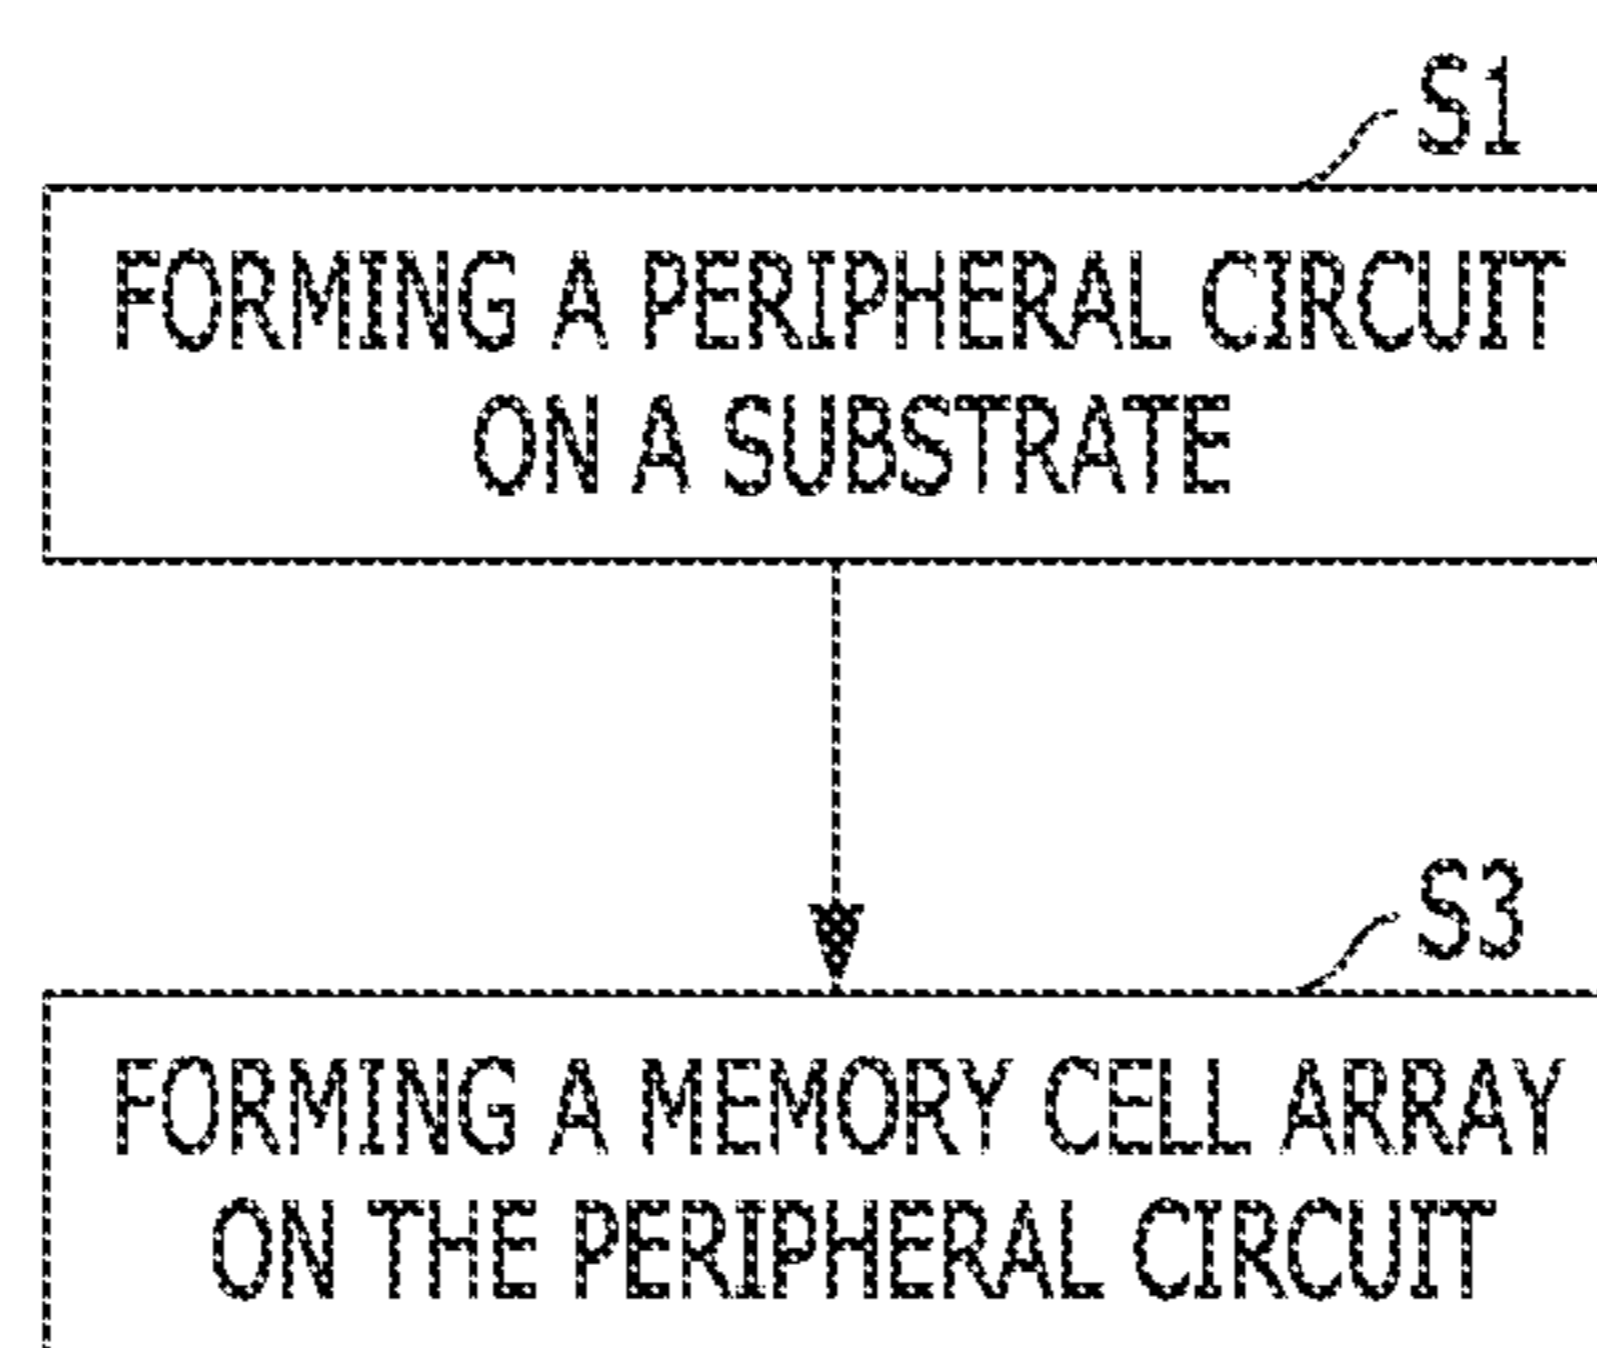 S1
FORMING A PERIPHERAL CIRCUIT
ON A SUBSTRATE
S3
FORMING A MEMORY CELL ARRAY
ON THE PERIPHERAL CIRCUIT